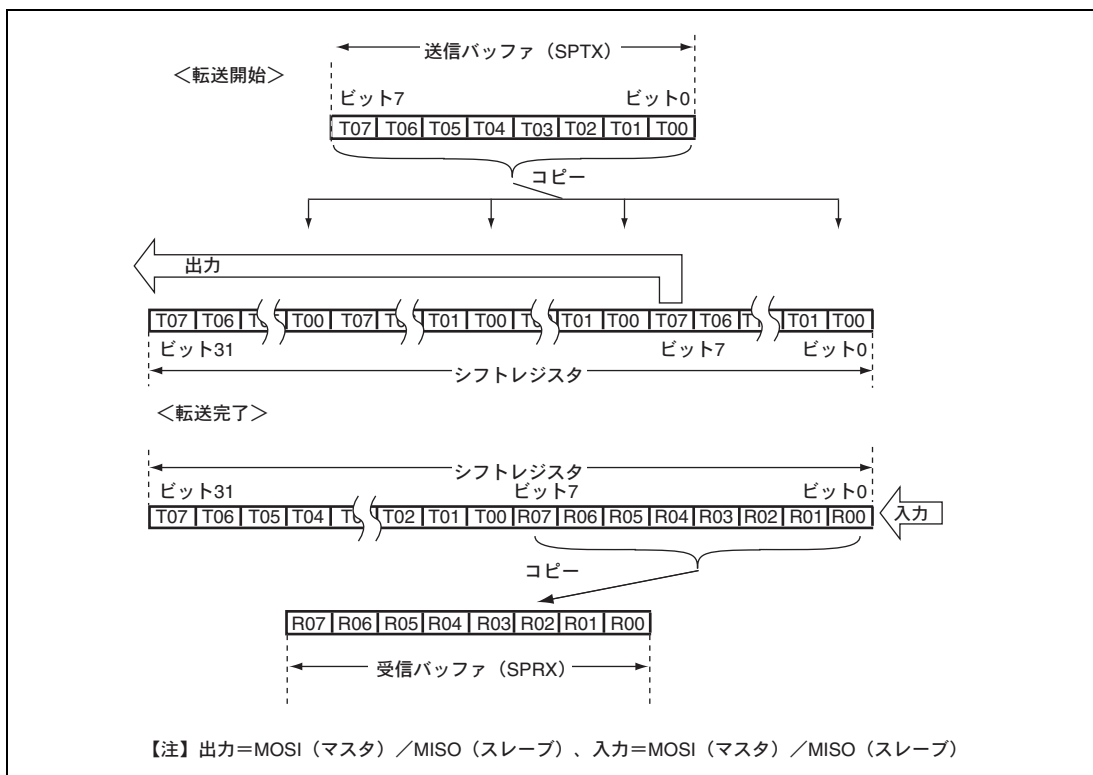 送信バッファ（SPTX）
＜転送開始＞
ビット7 ビット0
T07 T06 T05 T04 T03 T02 T01 T00
コピー
出力
T07 T06 T00 T07 T01 T00 T01 T00 T07 T06 T01 T00
ビット31 ビット7 ビット0
シフトレジスタ
＜転送完了＞
シフトレジスタ
ビット31 ビット7 ビット0
T07 T06 T05 T04 T02 T01 T00 R07 R06 R05 R04 R03 R02 R01 R00
入力
コピー
R07 R06 R05 R04 R03 R02 R01 R00
受信バッファ（SPRX）
【注】出力＝MOSI（マスタ）／MISO（スレーブ）、入力＝MOSI（マスタ）／MISO（スレーブ）